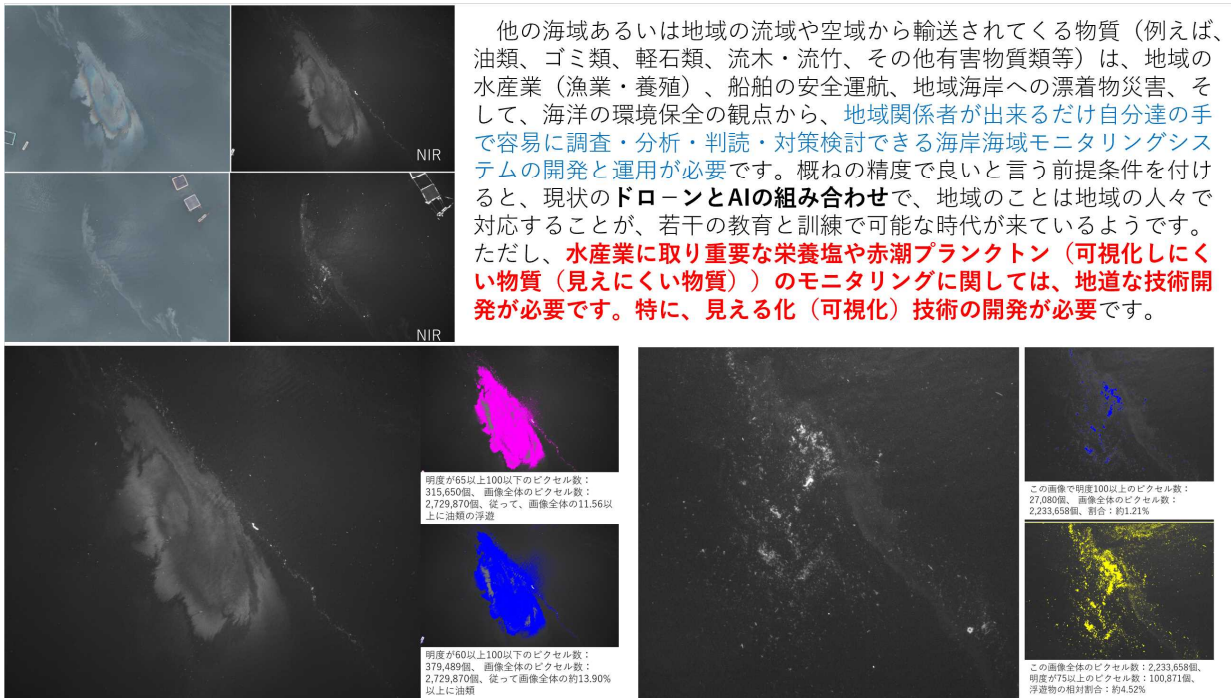 他の海域あるいは地域の流域や空域から輸送されてくる物質（例えば、
油類、ゴミ類、軽石類、流木・流竹、その他有害物質類等）は、地域の
水産業（漁業・養殖）、船舶の安全運航、地域海岸への漂着物災害、そ
して、海洋の環境保全の観点から、地域関係者が出来るだけ自分達の手
で容易に調査・分析・判読・対策検討できる海岸海域モニタリングシス
テムの開発と運用が必要です。概ねの精度で良いと言う前提条件を付け
ると、現状のドローンとAIの組み合わせで、地域のことは地域の人々で
対応することが、若干の教育と訓練で可能な時代が来ているようです。
ただし、水産業に取り重要な栄養塩や赤潮プランクトン（可視化しにく
い物質（見えにくい物質））のモニタリングに関しては、地道な技術開
発が必要です。特に、見える化（可視化）技術の開発が必要です。
NIR
NIR
明度が65以上100以下のピクセル数：
315,650個、 画像全体のピクセル数：
2,729,870個、従って、画像全体の11.56以
上に油類の浮遊
明度が60以上100以下のピクセル数：
379,489個、 画像全体のピクセル数：
2,729,870個、従って画像全体の約13.90%
以上に油類
この画像で明度100以上のピクセル数：
27,080個、 画像全体のピクセル数：
2,233,658個、割合：約1.21%
この画像全体のピクセル数：2,233,658個、
明度が75以上のピクセル数：100,871個、
浮遊物の相対割合：約4.52%